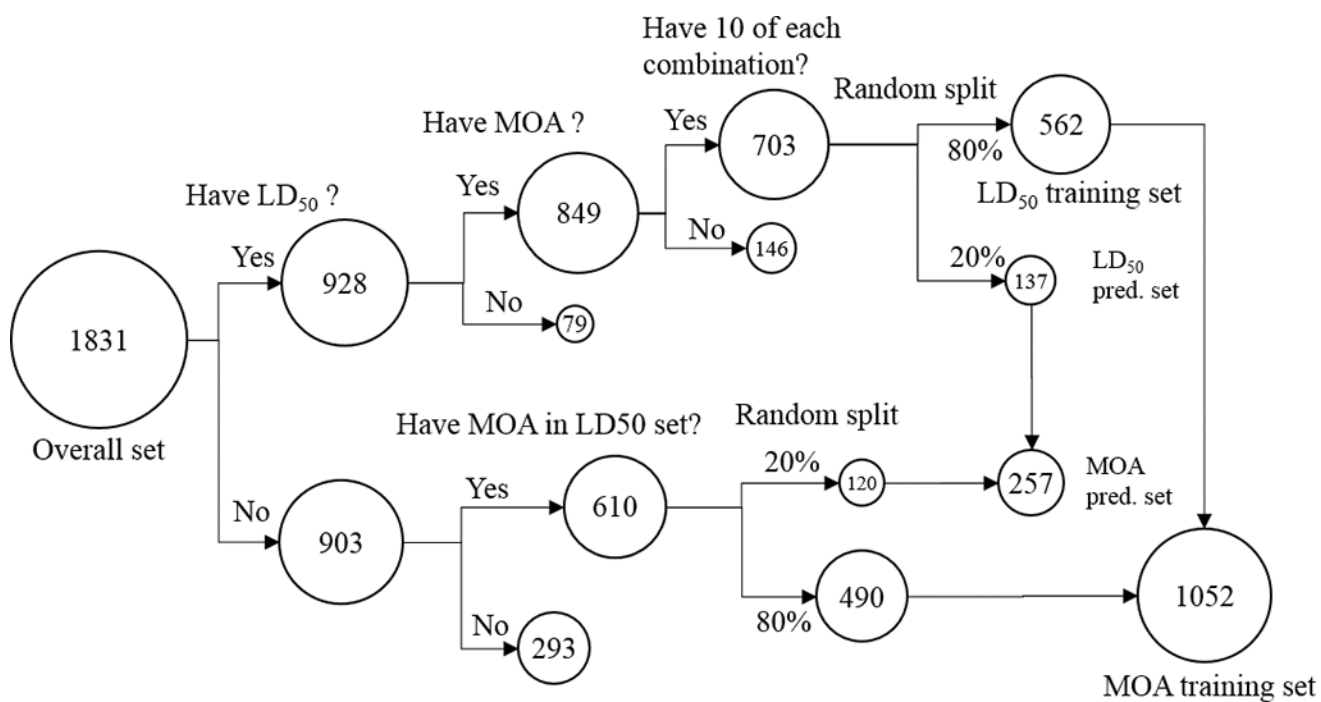 Have 10 of each
combination?
Random split
Yes
703
80%
562
LD50 training set
Have MOA ?
Yes
849
No
146
20%
137
LD50
pred. set
Have LD50 ?
Yes
928
No
79
1831
Overall set
Have MOA in LD50 set?
Random split
Yes
610
20%
120
257
MOA
pred. set
No
903
No
293
80%
490
1052
MOA training set